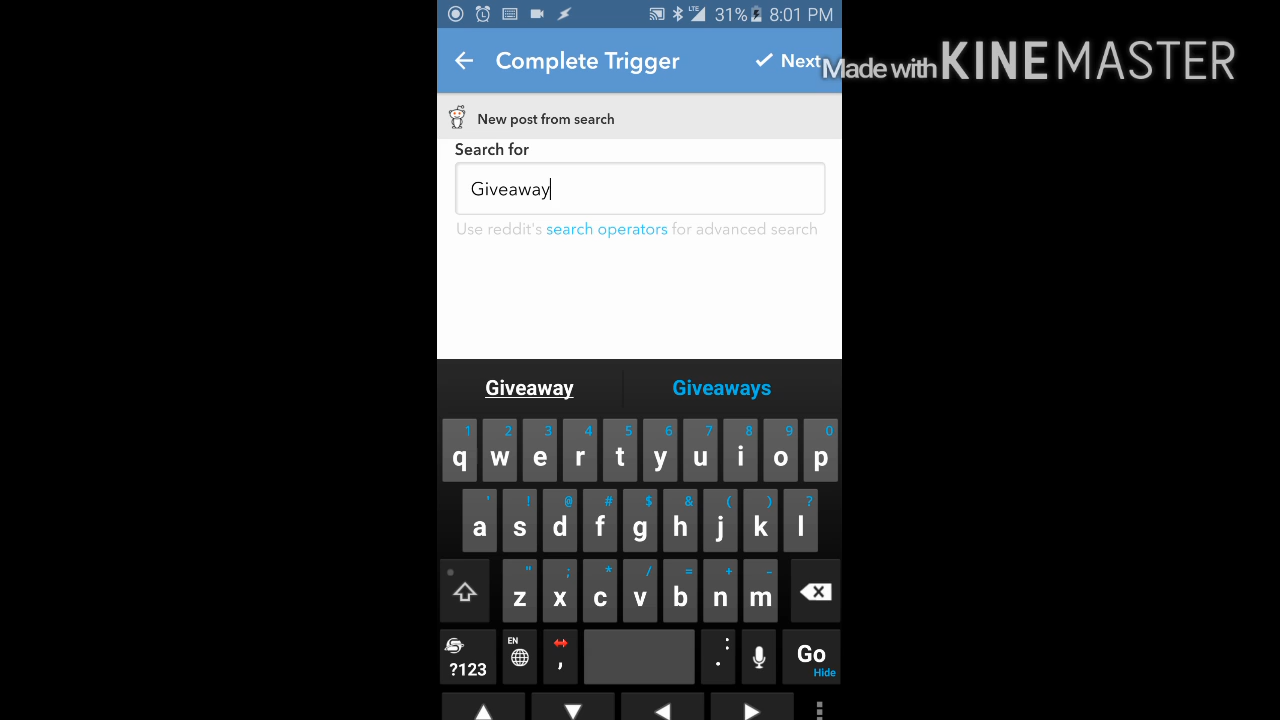 LTE 31% 8:01 PM
Complete Trigger Next
Made with KINEMASTER
New post from search
Search for
Giveaway
Use reddit's search operators for advanced search
Giveaway Giveaways
1 2 3 4 5 6 7 8 9 0
q w e r t y u i o p
' ! @ # $ & ( ) ?
a s d f g h j k l
" ; * / = + -
z x c v b n m
EN : Go
?123 , . Hide